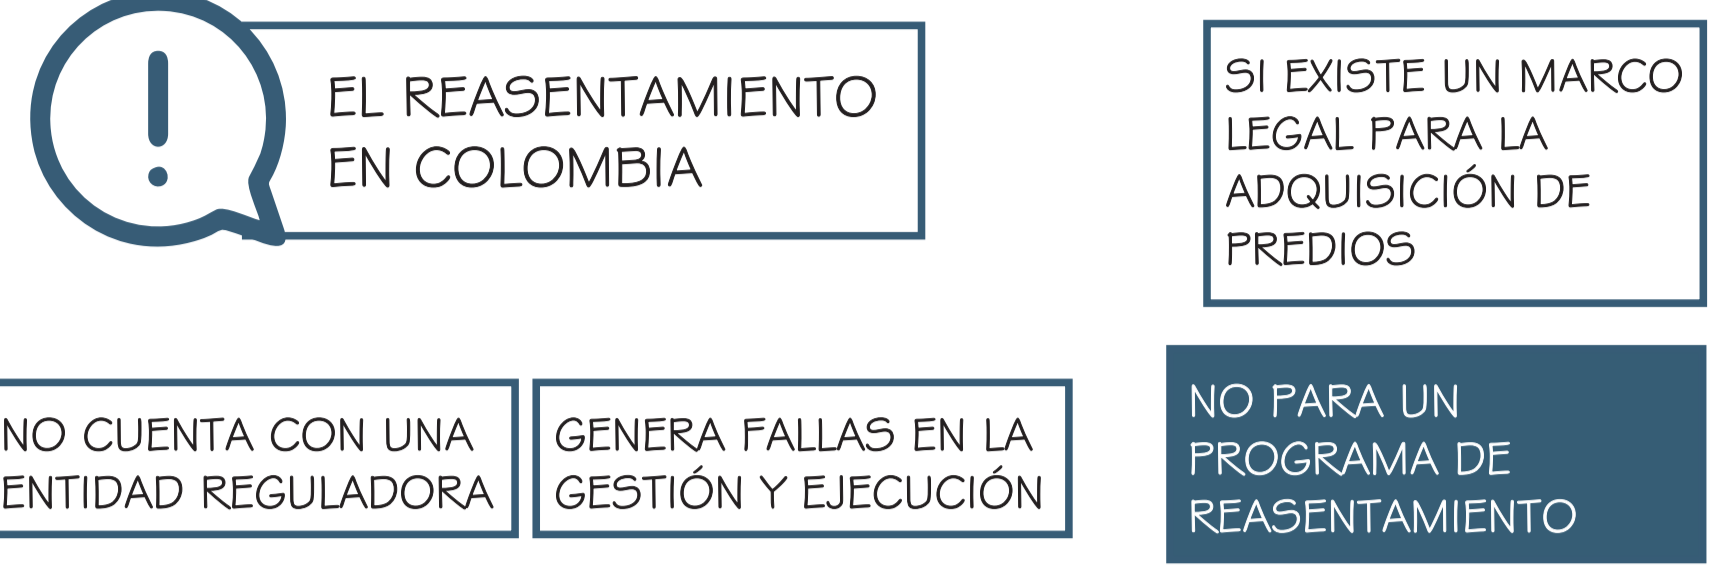 EL REASENTAMIENTO
EN COLOMBIA
SI EXISTE UN MARCO
LEGAL PARA LA
ADQUISICIÓN DE
PREDIOS
NO CUENTA CON UNA
ENTIDAD REGULADORA
GENERA FALLAS EN LA
GESTIÓN Y EJECUCIÓN
NO PARA UN
PROGRAMA DE
REASENTAMIENTO